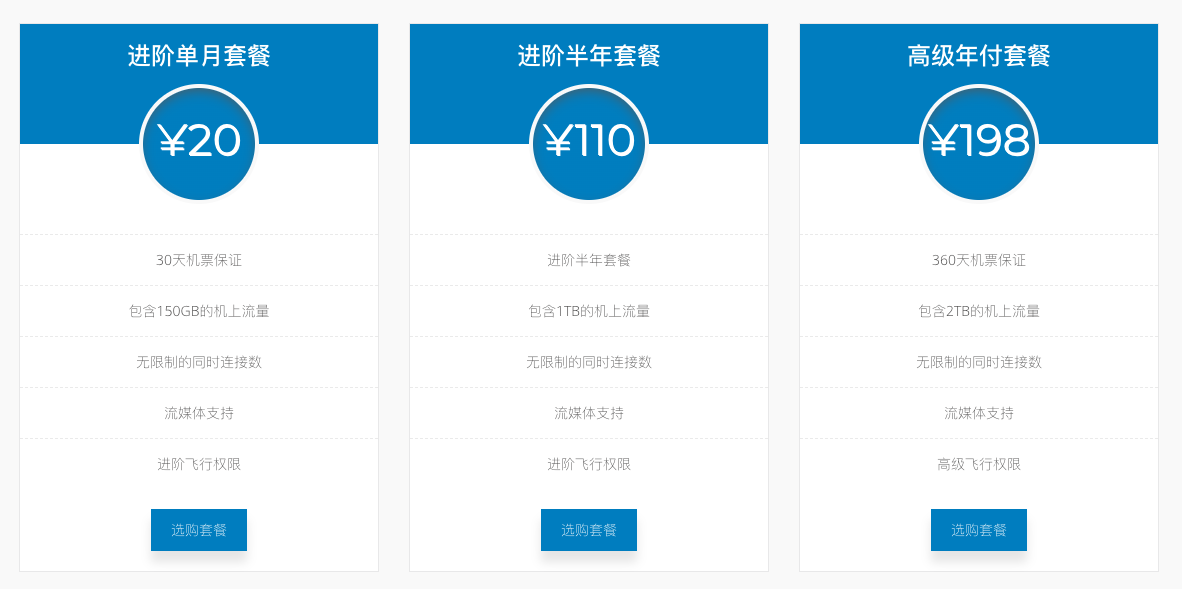 进阶单月套餐
¥20
30天机票保证
包含150GB的机上流量
无限制的同时连接数
流媒体支持
进阶飞行权限
选购套餐
进阶半年套餐
¥110
进阶半年套餐
包含1TB的机上流量
无限制的同时连接数
流媒体支持
进阶飞行权限
选购套餐
高级年付套餐
¥198
360天机票保证
包含2TB的机上流量
无限制的同时连接数
流媒体支持
高级飞行权限
选购套餐